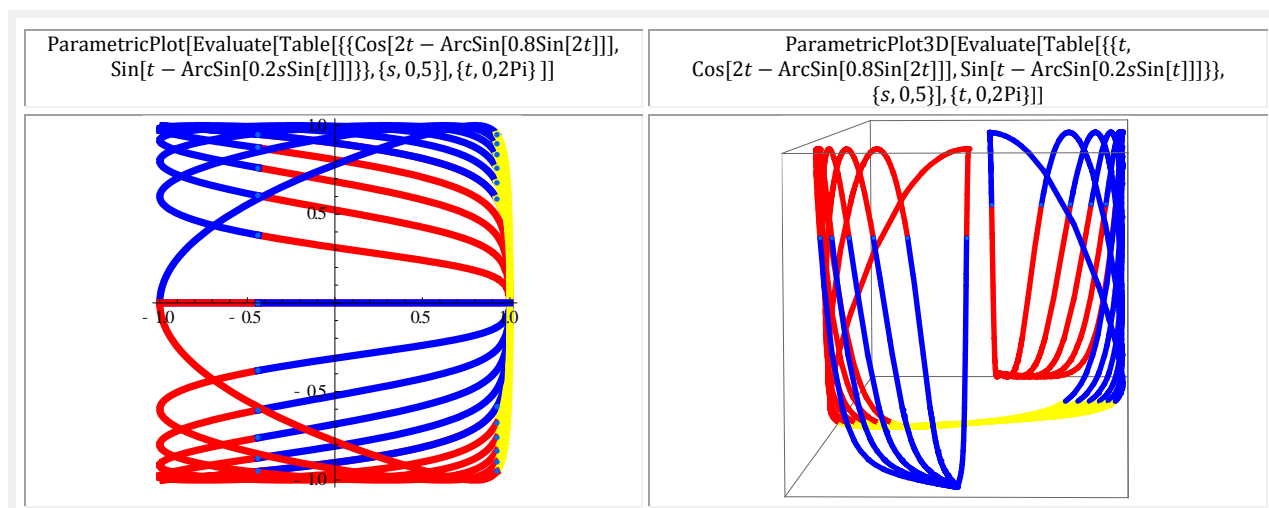 ParametricPlot[Evaluate[Table[{{Cos[2t − ArcSin[0.8Sin[2t]]],
Sin[t − ArcSin[0.2sSin[t]]]}}, {s, 0,5}], {t, 0,2Pi} ]]
ParametricPlot3D[Evaluate[Table[{{t,
Cos[2t − ArcSin[0.8Sin[2t]]], Sin[t − ArcSin[0.2sSin[t]]]}},
{s, 0,5}], {t, 0,2Pi}]]
1.0
0.5
- 1.0 - 0.5 0.5 1.0
- 0.5
- 1.0